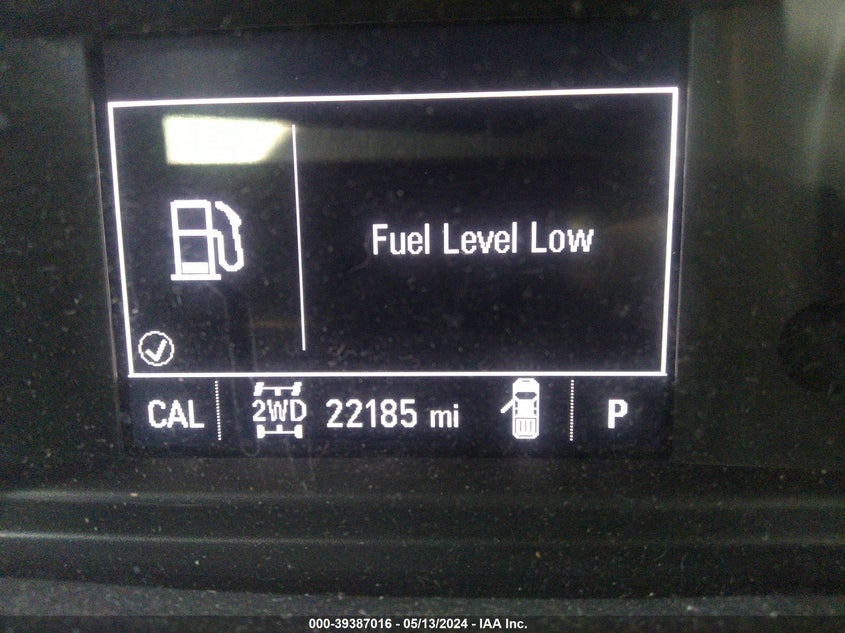 Fuel Level Low
CAL 2WD 22185 mi P
000-39387016 - 05/13/2024 - IAA Inc.